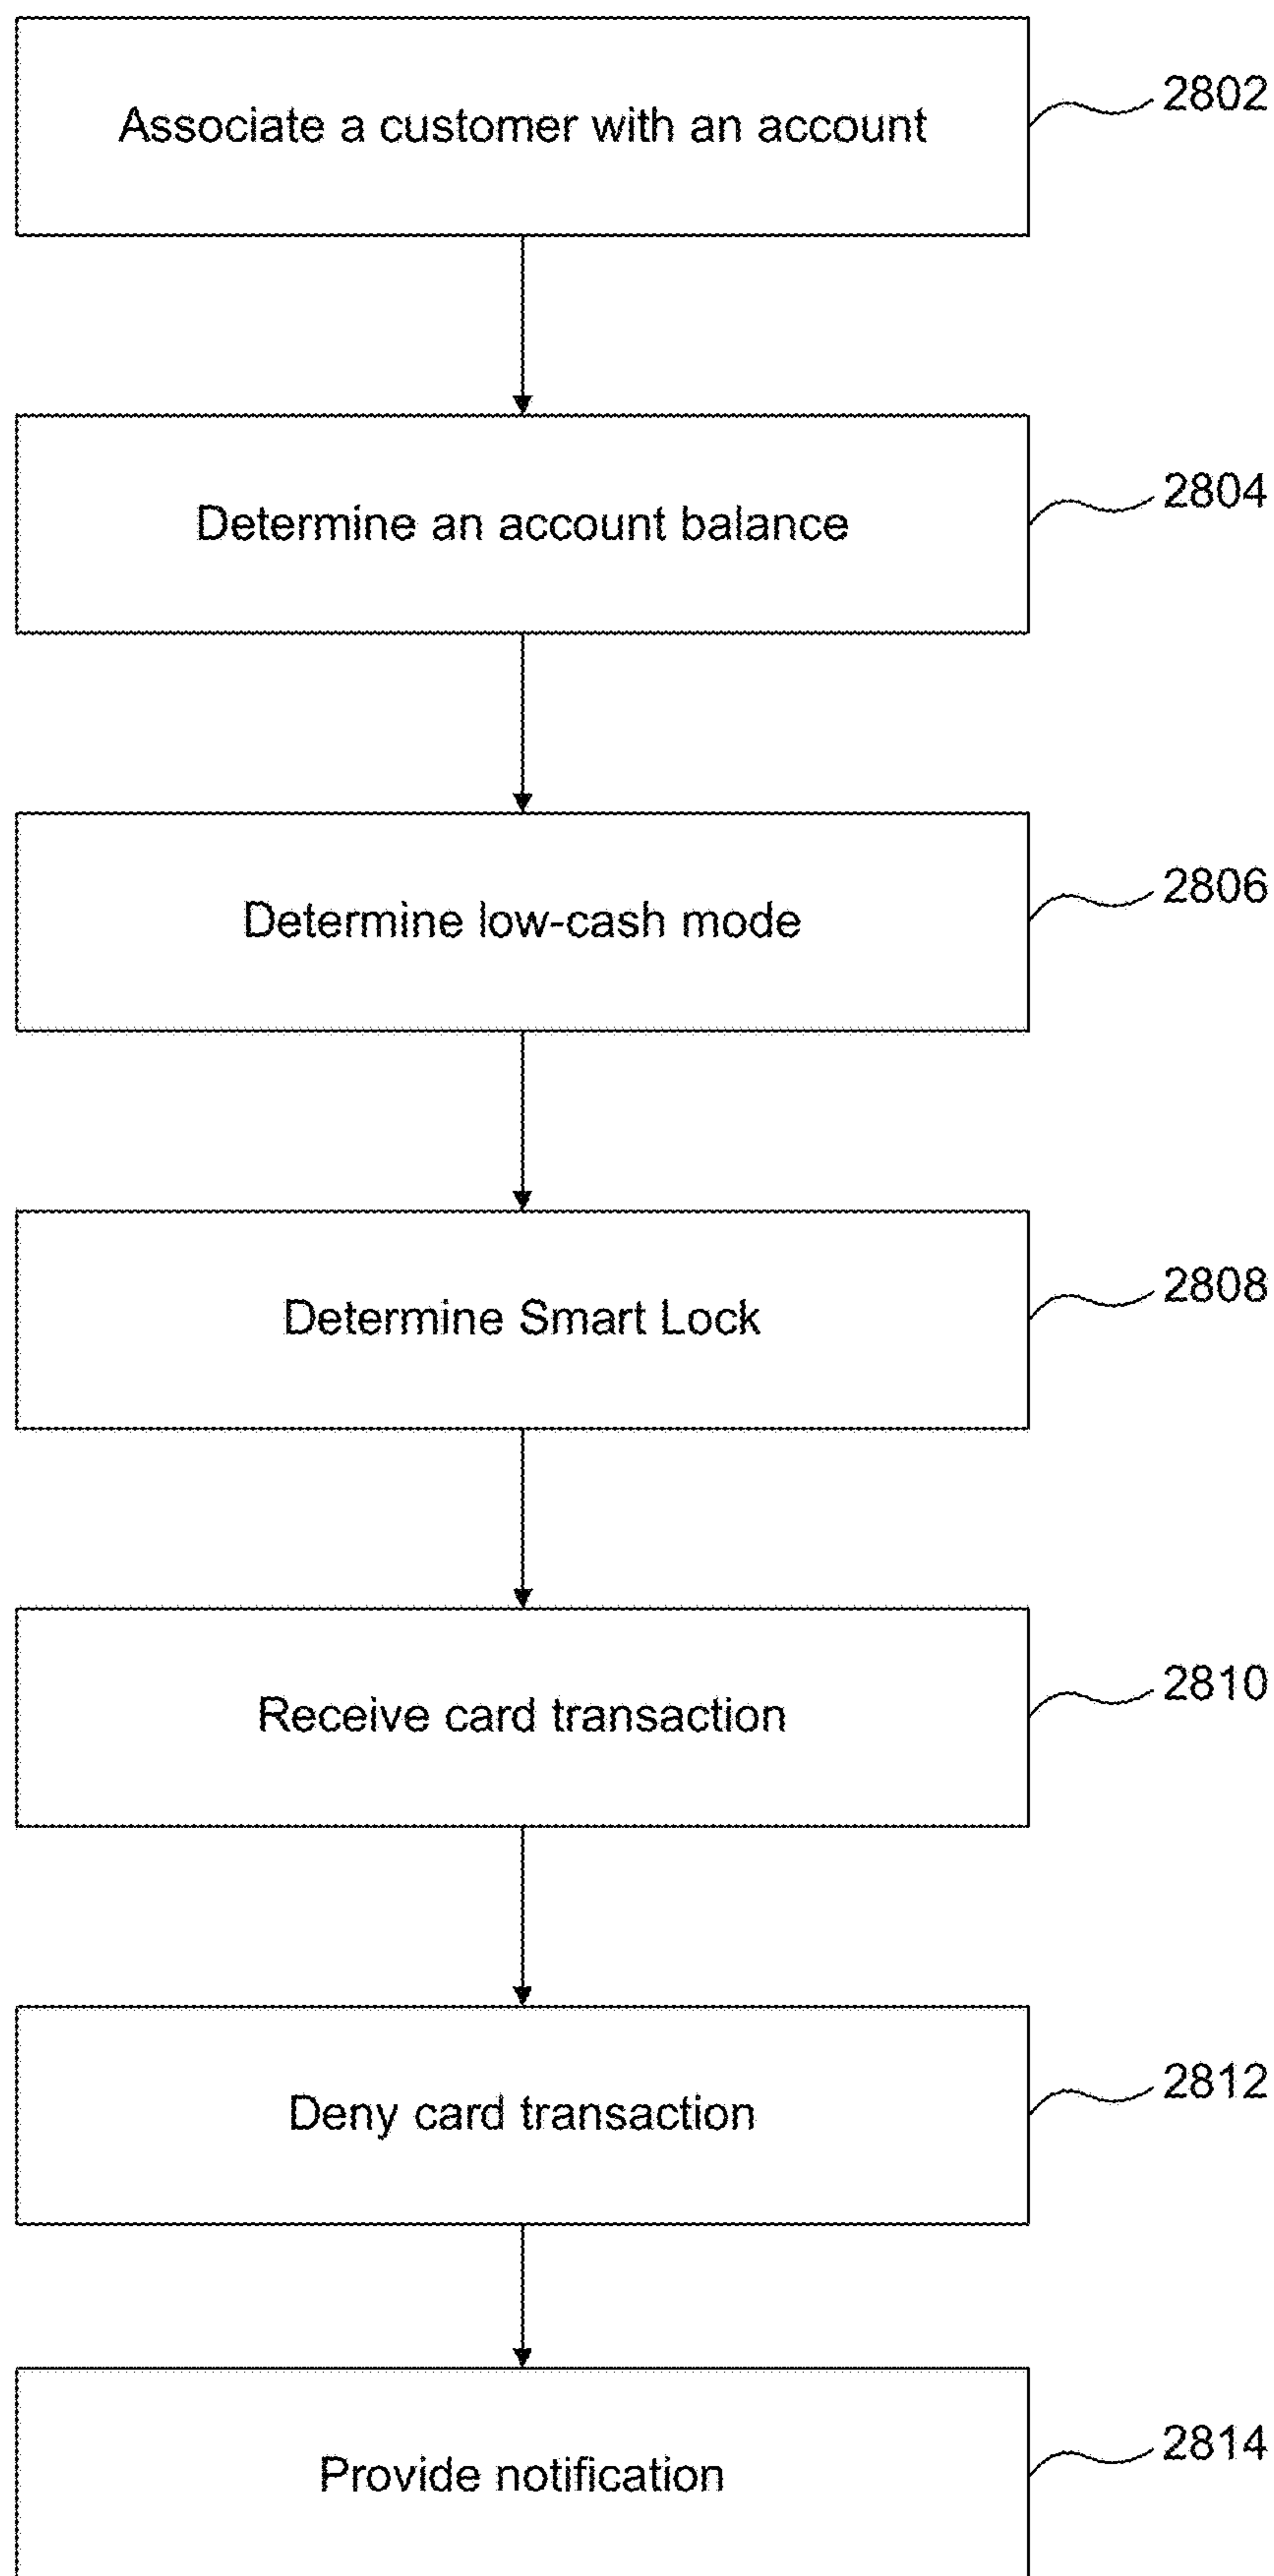 Associate a customer with an account
2802
Determine an account balance
2804
Determine low-cash mode
2806
Determine Smart Lock
2808
Receive card transaction
2810
Deny card transaction
2812
Provide notification
2814